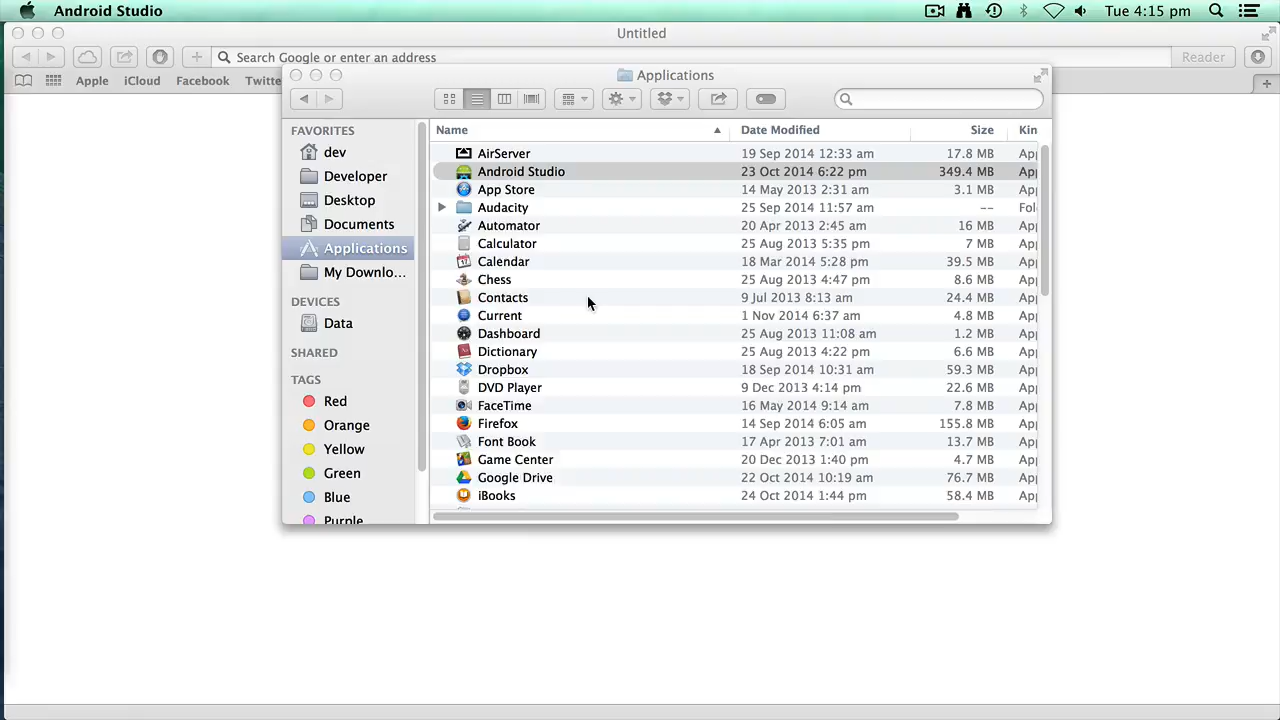 Android Studio
Tue 4:15 pm
Untitled
Search Google or enter an address
Reader
Apple iCloud Facebook
Applications
Name Date Modified Size
FAVORITES
dev
Developer
Desktop
Documents
Applications
My Downlo...
DEVICES
Data
SHARED
TAGS
Red
Orange
Yellow
Green
Blue
Purple
AirServer 19 Sep 2014 12:33 am 17.8 MB
Android Studio 23 Oct 2014 6:22 pm 349.4 MB
App Store 14 May 2013 2:31 am 3.1 MB
Audacity 25 Sep 2014 11:57 am --
Automator 20 Apr 2013 2:45 am 16 MB
Calculator 25 Aug 2013 5:35 pm 7 MB
Calendar 18 Mar 2014 5:28 pm 39.5 MB
Chess 25 Aug 2013 4:47 pm 8.6 MB
Contacts 9 Jul 2013 8:13 am 24.4 MB
Current 1 Nov 2014 6:37 am 4.8 MB
Dashboard 25 Aug 2013 11:08 am 1.2 MB
Dictionary 25 Aug 2013 4:22 pm 6.6 MB
Dropbox 18 Sep 2014 10:31 am 59.3 MB
DVD Player 9 Dec 2013 4:14 pm 22.6 MB
FaceTime 16 May 2014 9:14 am 7.8 MB
Firefox 14 Sep 2014 6:05 am 155.8 MB
Font Book 17 Apr 2013 7:01 am 13.7 MB
Game Center 20 Dec 2013 1:40 pm 4.7 MB
Google Drive 22 Oct 2014 10:19 am 76.7 MB
iBooks 24 Oct 2014 1:44 pm 58.4 MB